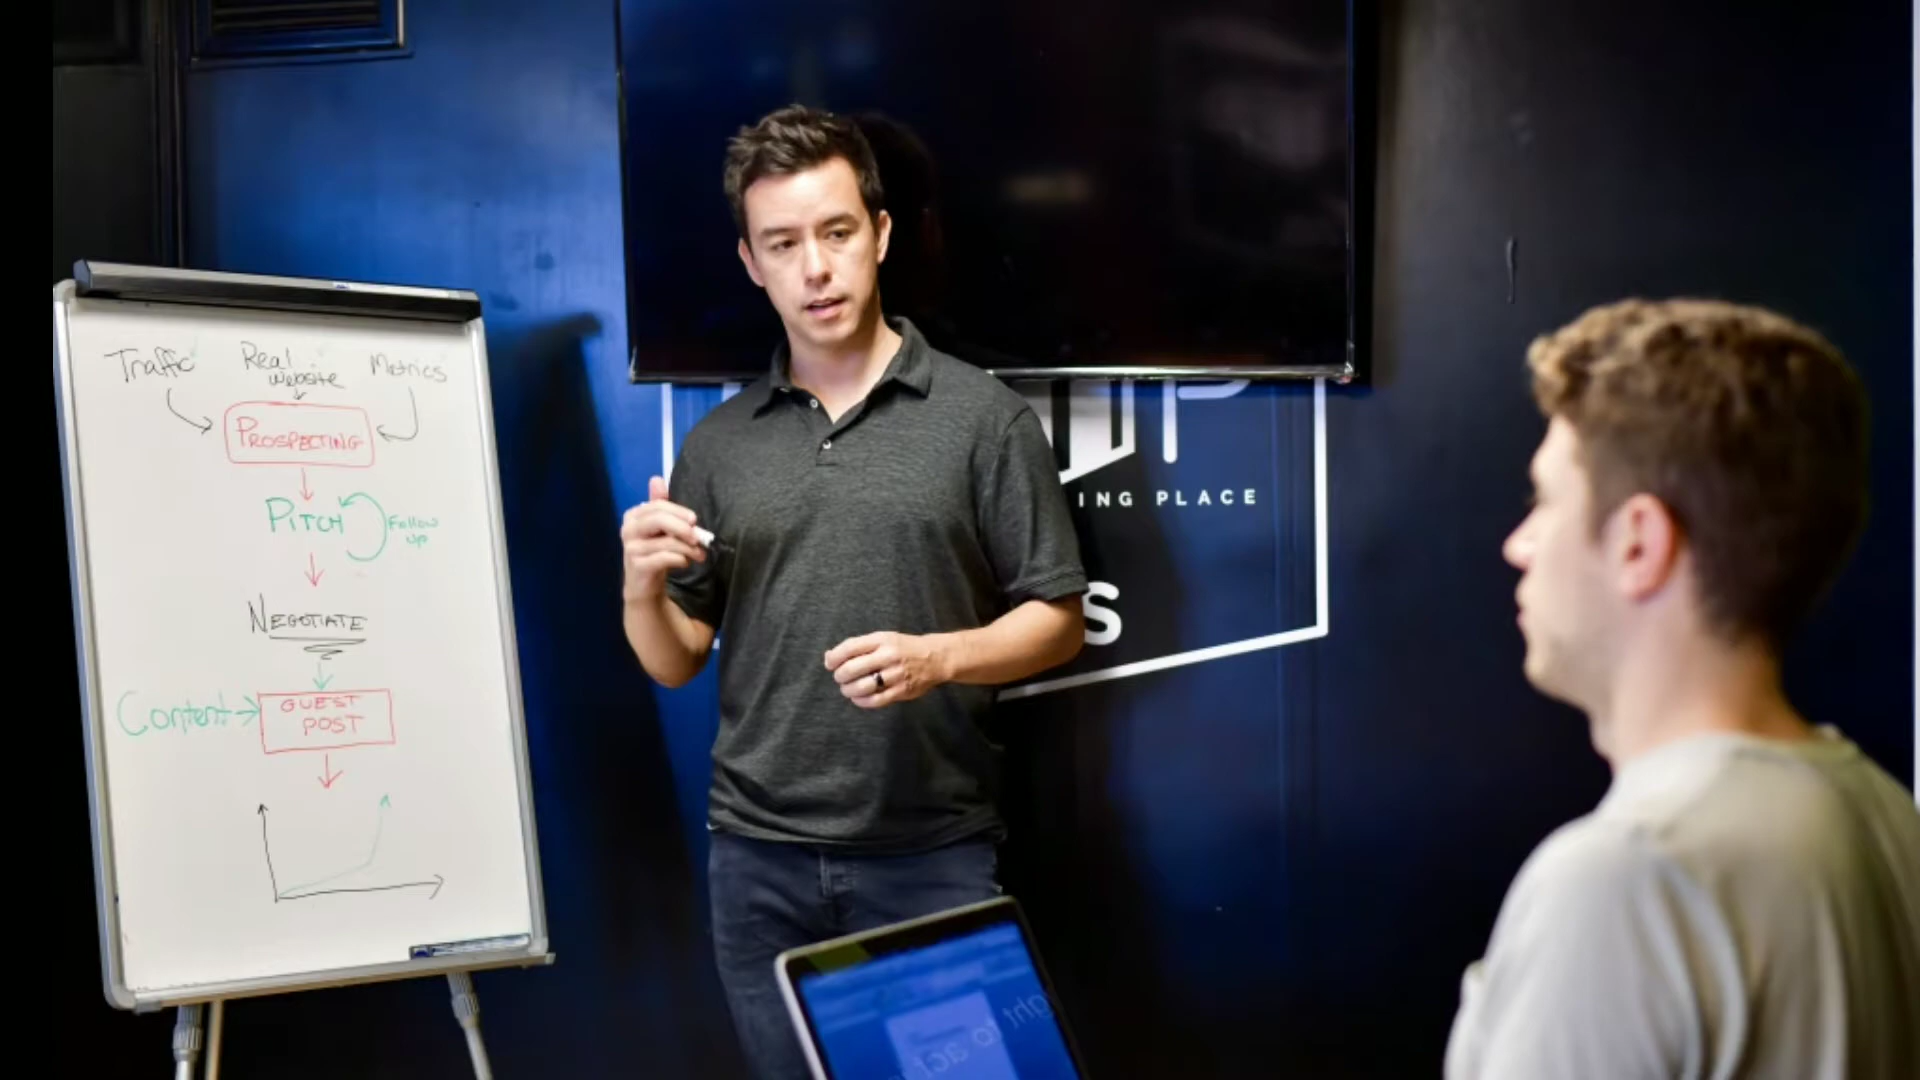 Traffic
Real
website
Metrics
PROSPECTING
PITCH
Follow
up
NEGOTIATE
Content
GUEST
POST
P
ING PLACE
S